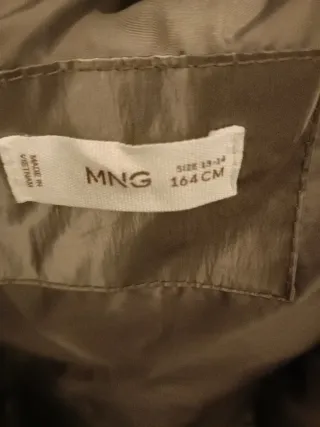 MADE IN
VIETNAM
MNG
SIZE 13-14
164CM